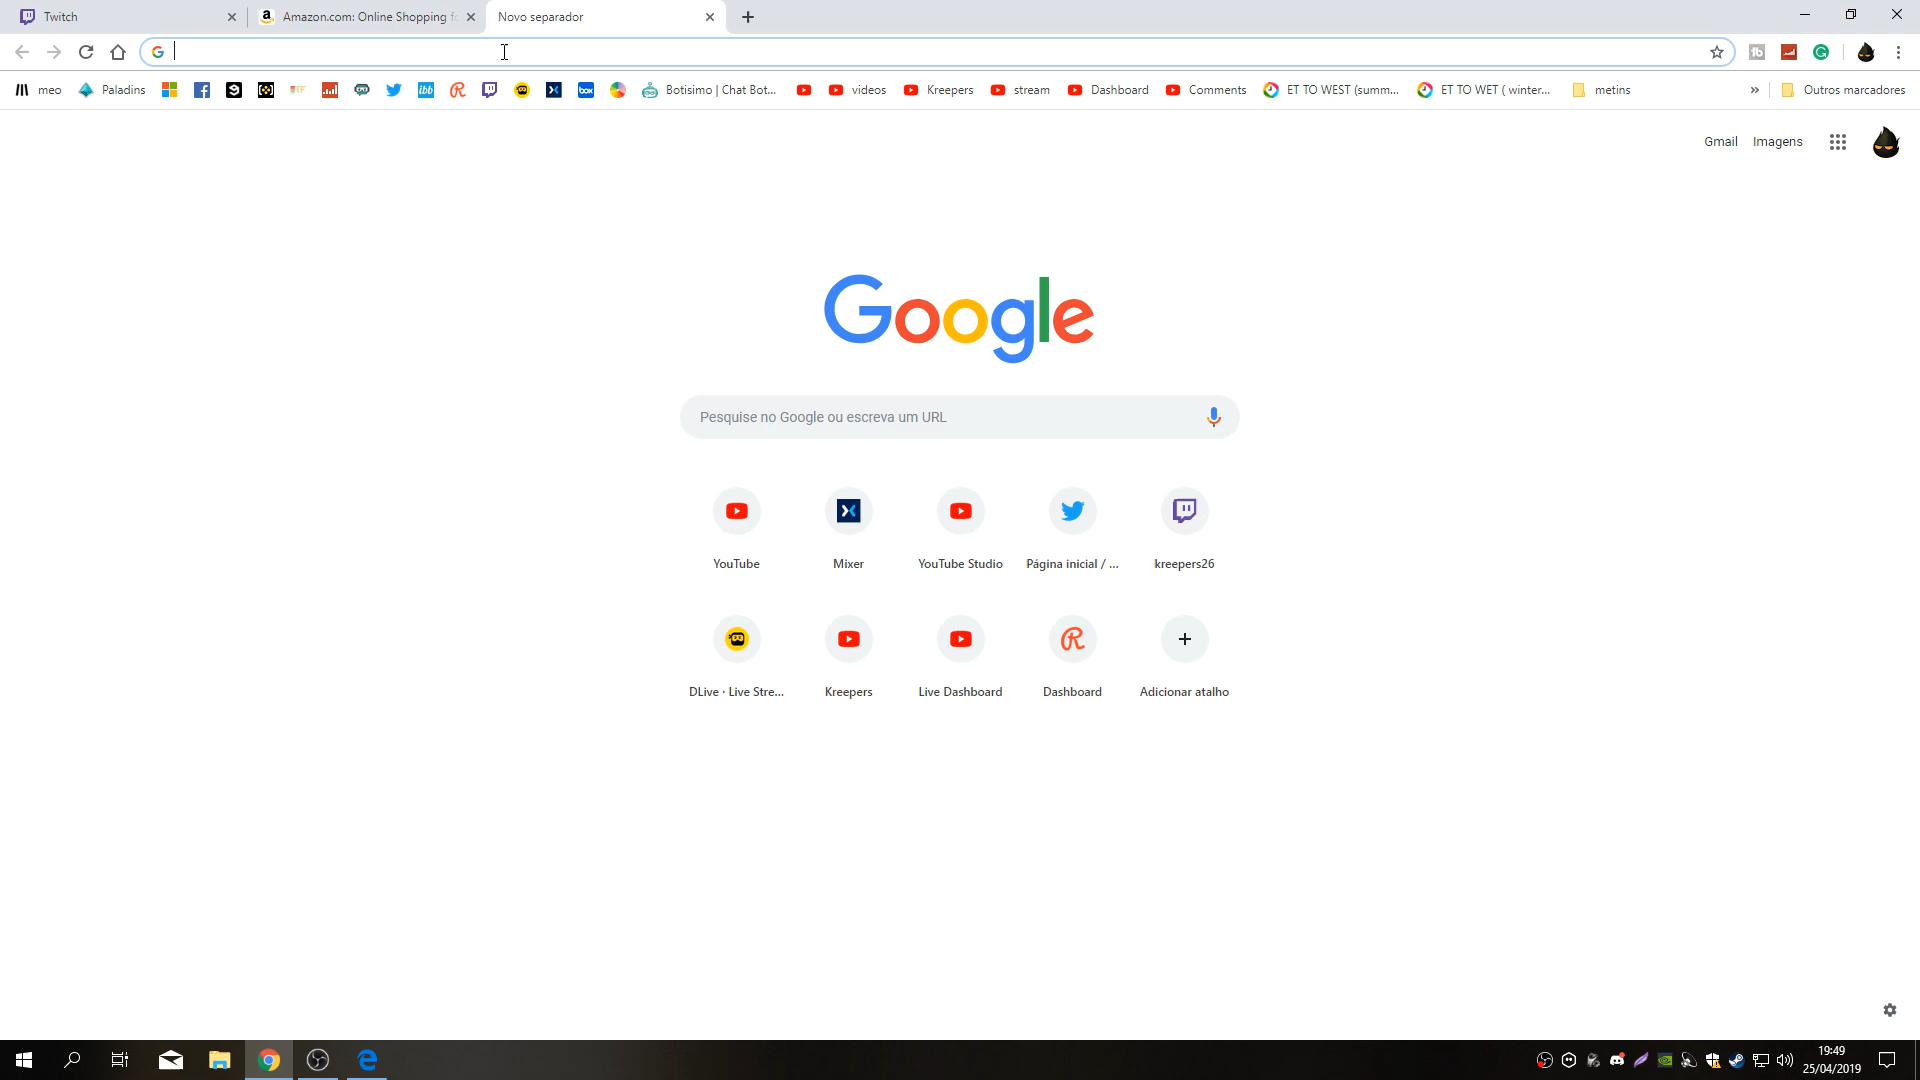 Twitch
Amazon.com: Online Shopping fo
Novo separador
meo
Paladins
ibb
box
Botisimo | Chat Bot...
videos
Kreepers
stream
Dashboard
Comments
ET TO WEST (summ...
ET TO WET ( winter...
metins
Outros marcadores
Gmail
Imagens
Google
Pesquise no Google ou escreva um URL
YouTube
Mixer
YouTube Studio
Página inicial / ...
kreepers26
DLive · Live Stre...
Kreepers
Live Dashboard
Dashboard
Adicionar atalho
19:49
25/04/2019